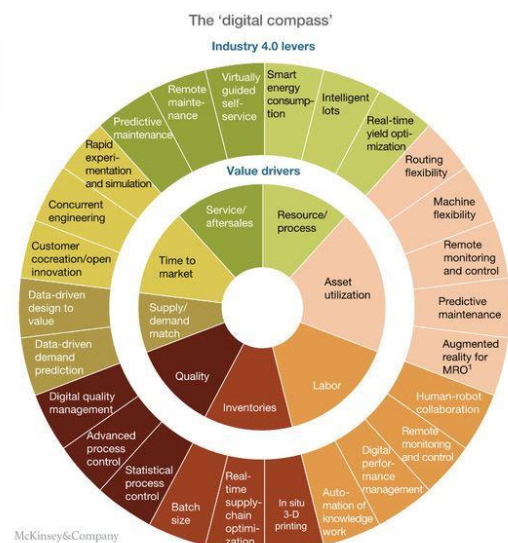 The 'digital compass'
Industry 4.0 levers
Smart
energy
consump-
tion
Intelligent
lots
Real-time
yield opti-
mization
Routing
flexibility
Machine
flexibility
Remote
monitoring
and control
Predictive
maintenance
Augmented
reality for
MRO¹
Human-robot
collaboration
Remote
monitoring
and control
Digital
perfor-
mance
management
Auto-
mation of
knowledge
work
In situ
3-D
printing
Real-
time
supply-
chain
optimi-
zation
Batch
size
Statistical
process
control
Advanced
process
control
Digital quality
management
Data-driven
demand
prediction
Data-driven
design to
value
Customer
cocreation/open
innovation
Concurrent
engineering
Rapid
experi-
mentation
and simulation
Predictive
maintenance
Remote
mainte-
nance
Virtually
guided self-
service
Value drivers
Resource/
process
Asset
utilization
Labor
Inventories
Quality
Supply/
demand
match
Time to
market
Service/
aftersales
McKinsey&Company